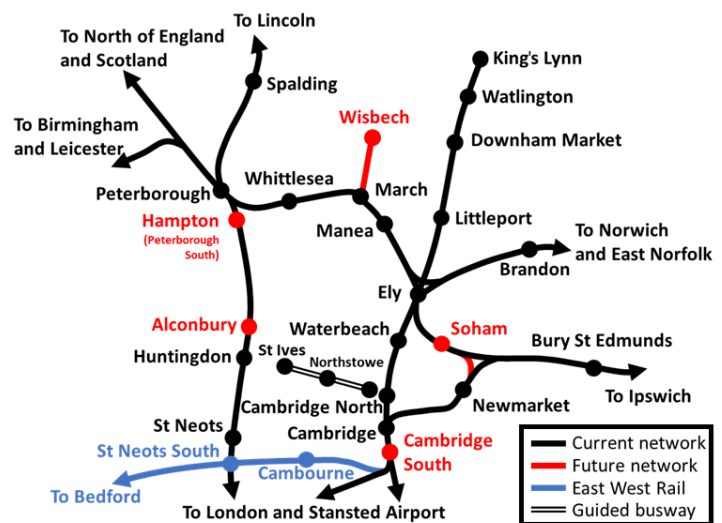 To Lincoln
To North of England
and Scotland
King's Lynn
Spalding
Watlington
Wisbech
To Birmingham
and Leicester
Downham Market
Whittlesea
March
Peterborough
Hampton
(Peterborough
South)
Manea
Littleport
To Norwich
and East Norfolk
Brandon
Ely
Alconbury
Waterbeach
Soham
Bury St Edmunds
Huntingdon
St Ives
Northstowe
To Ipswich
Cambridge North
Newmarket
St Neots
Cambridge
St Neots South
Cambridge
South
Cambourne
To Bedford
To London and Stansted Airport
Current network
Future network
East West Rail
Guided busway